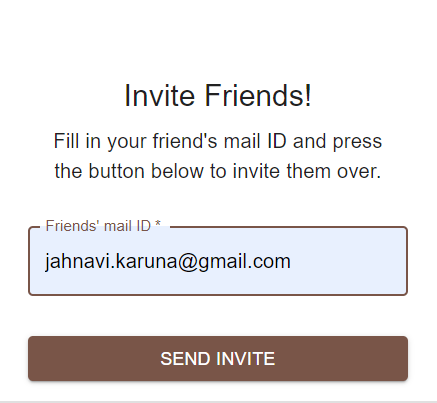 Invite Friends!
Fill in your friend's mail ID and press
the button below to invite them over.
Friends' mail ID *
jahnavi.karuna@gmail.com
SEND INVITE